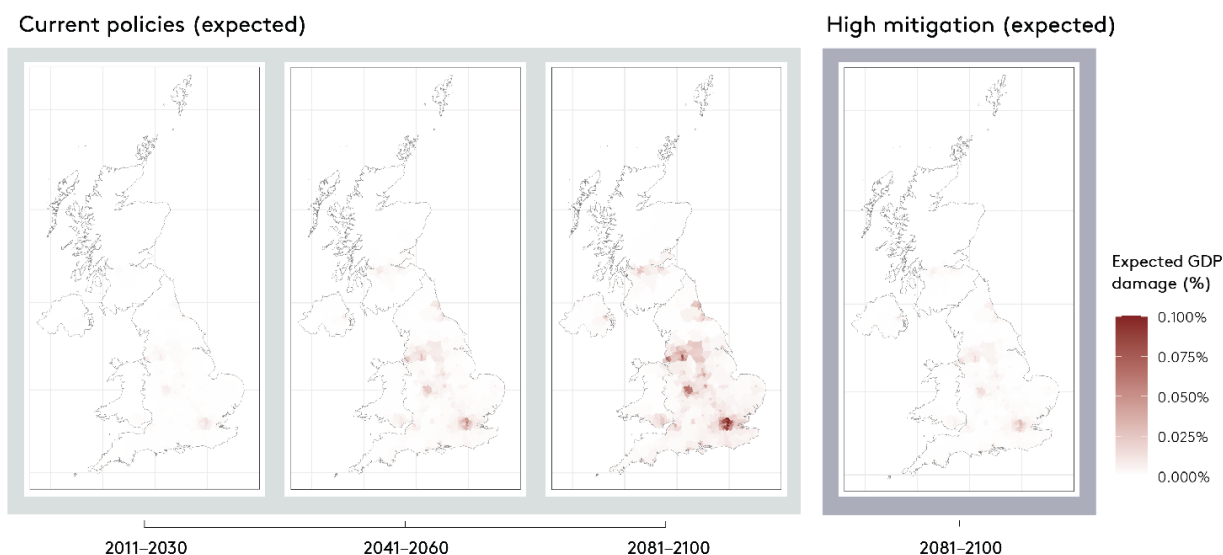 Current policies (expected)
High mitigation (expected)
Expected GDP
damage (%)
0.100%
0.075%
0.050%
0.025%
0.000%
2011–2030
2041–2060
2081–2100
2081–2100